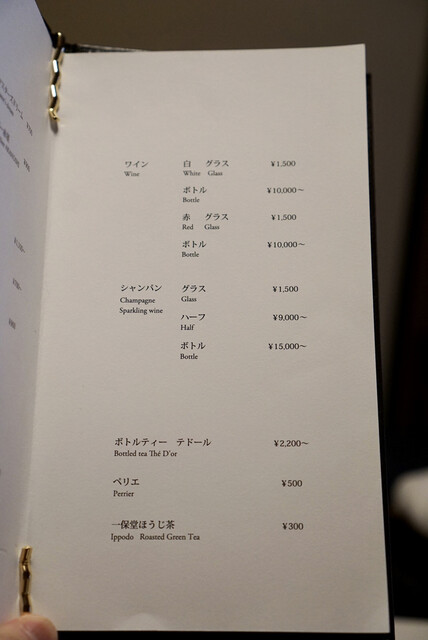 ワイン 白 グラス ¥1,500
Wine White Glass
ボトル ¥10,000～
Bottle
赤 グラス ¥1,500
Red Glass
ボトル ¥10,000～
Bottle
シャンパン グラス ¥1,500
Champagne Glass
Sparkling wine
ハーフ ¥9,000～
Half
ボトル ¥15,000～
Bottle
ボトルティー テドール ¥2,200～
Bottled tea Thé D'or
ペリエ ¥500
Perrier
一保堂ほうじ茶 ¥300
Ippodo Roasted Green Tea